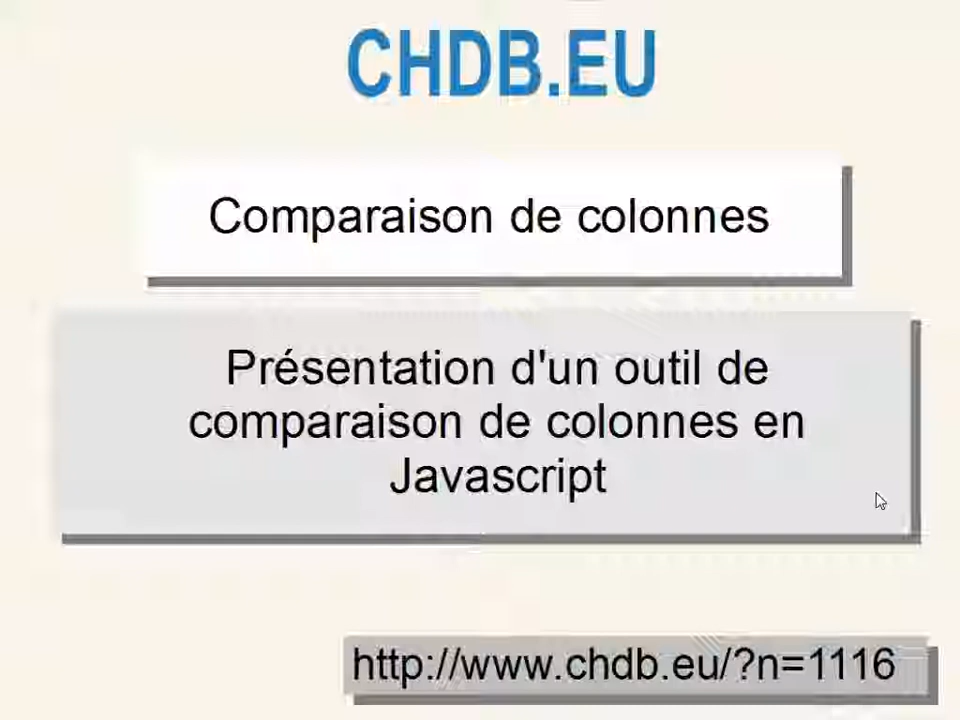 CHDB.EU
Comparaison de colonnes
Présentation d'un outil de
comparaison de colonnes en
Javascript
http://www.chdb.eu/?n=1116